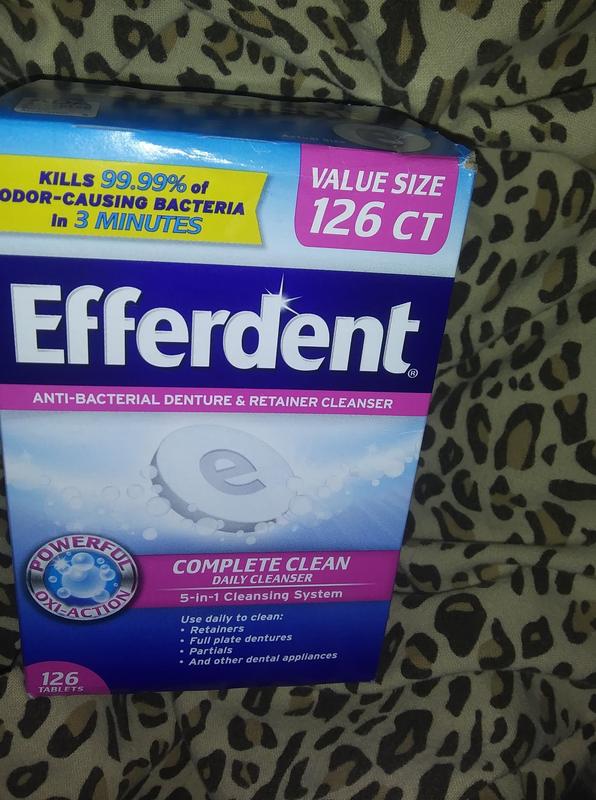 Actual Size
e
KILLS 99.99% of
ODOR-CAUSING BACTERIA
in 3 MINUTES
VALUE SIZE
126 CT
Efferdent®
ANTI-BACTERIAL DENTURE & RETAINER CLEANSER
e
POWERFUL
OXI-ACTION
COMPLETE CLEAN
DAILY CLEANSER
5-in-1 Cleansing System
Use daily to clean:
• Retainers
• Full plate dentures
• Partials
• And other dental appliances
126
TABLETS